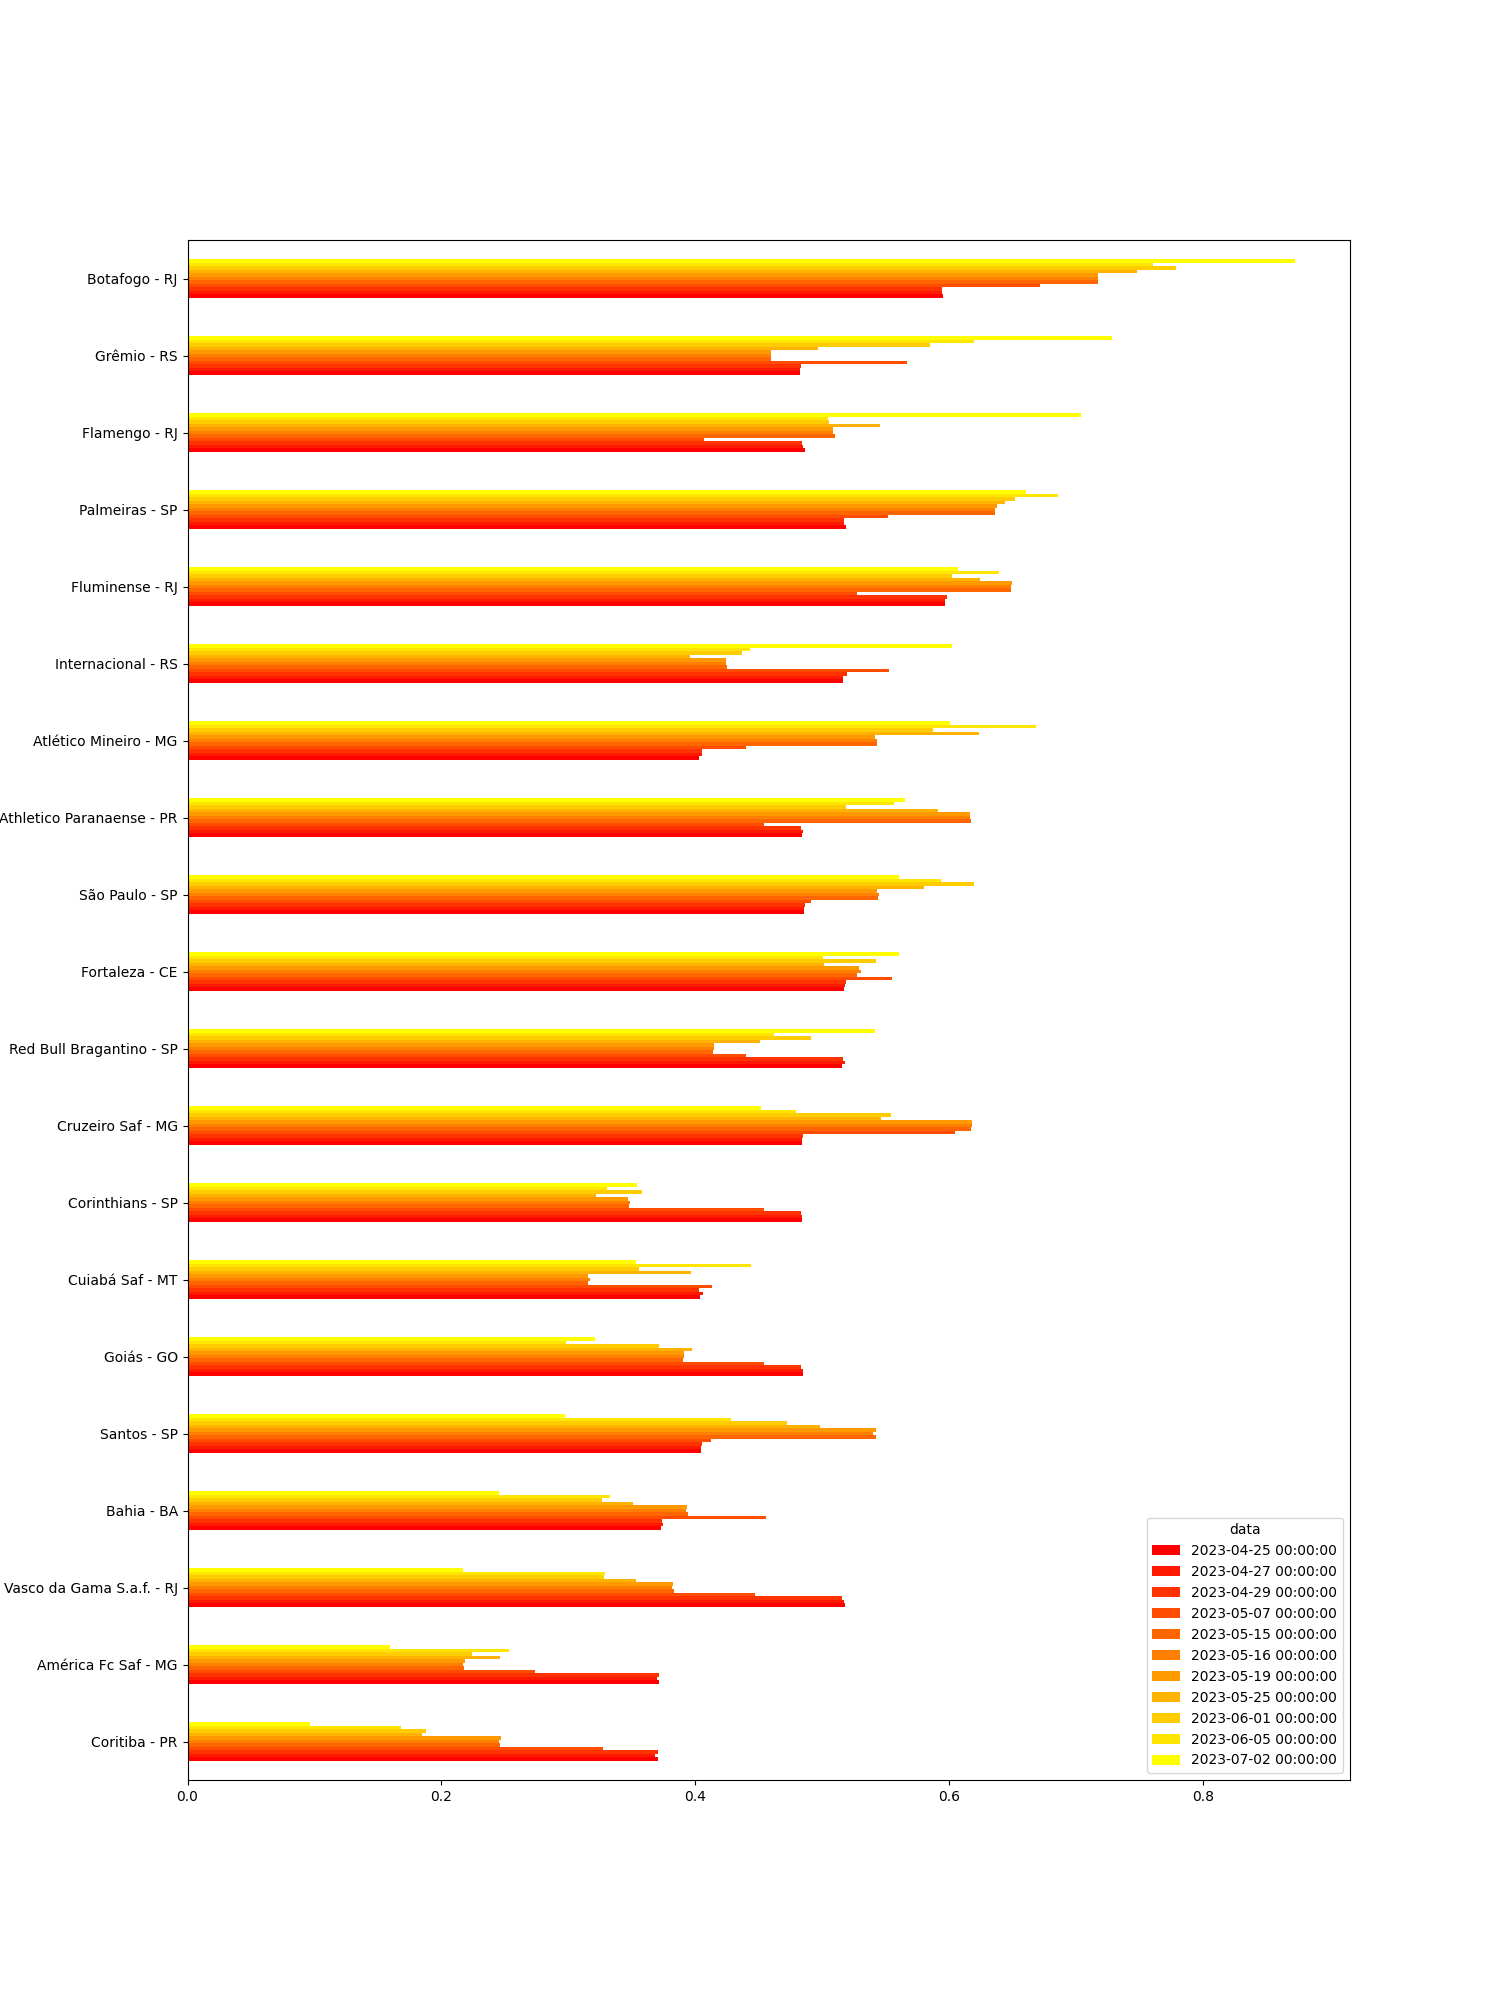 Botafogo - RJ
Grêmio - RS
Flamengo - RJ
Palmeiras - SP
Fluminense - RJ
Internacional - RS
Atlético Mineiro - MG
Athletico Paranaense - PR
São Paulo - SP
Fortaleza - CE
Red Bull Bragantino - SP
Cruzeiro Saf - MG
Corinthians - SP
Cuiabá Saf - MT
Goiás - GO
Santos - SP
Bahia - BA
Vasco da Gama S.a.f. - RJ
América Fc Saf - MG
Coritiba - PR
0.0 0.2 0.4 0.6 0.8
data
2023-04-25 00:00:00
2023-04-27 00:00:00
2023-04-29 00:00:00
2023-05-07 00:00:00
2023-05-15 00:00:00
2023-05-16 00:00:00
2023-05-19 00:00:00
2023-05-25 00:00:00
2023-06-01 00:00:00
2023-06-05 00:00:00
2023-07-02 00:00:00